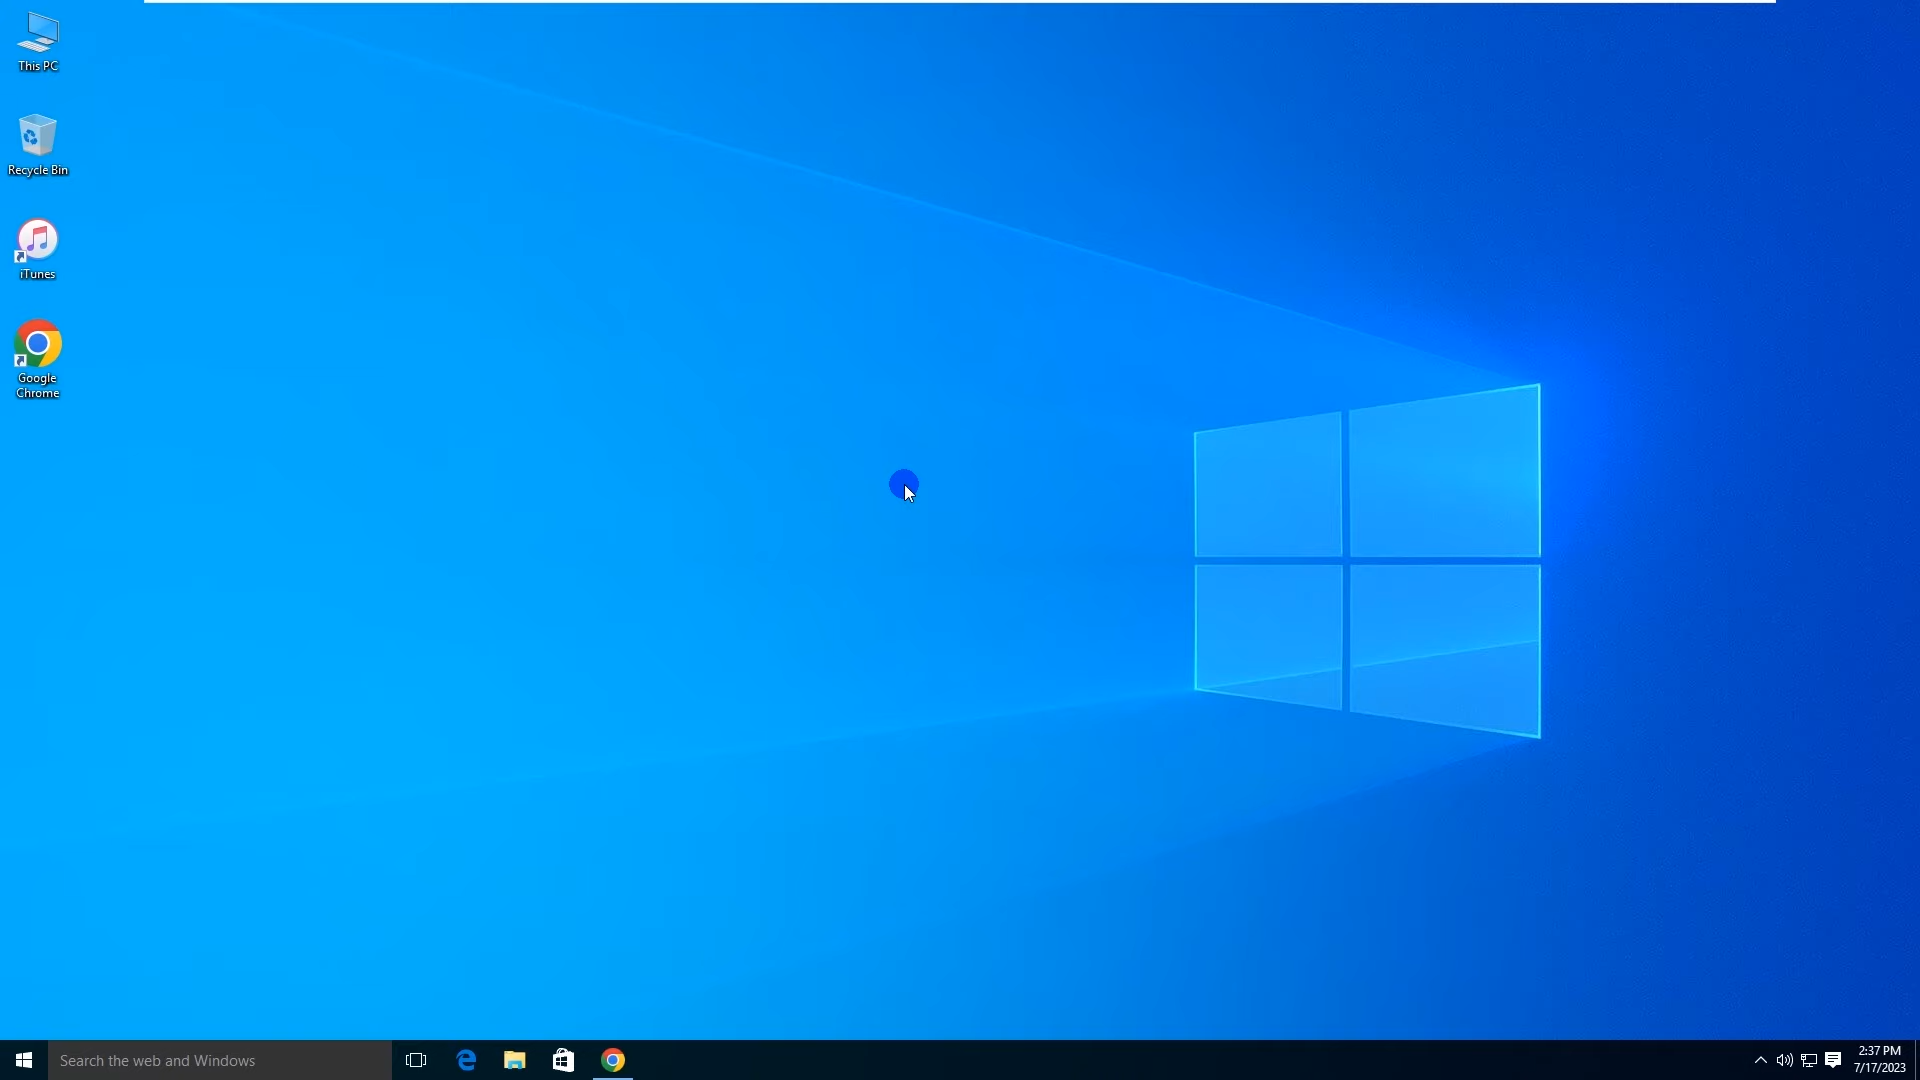 This PC
Recycle Bin
iTunes
Google
Chrome
Search the web and Windows
2:37 PM
7/17/2023